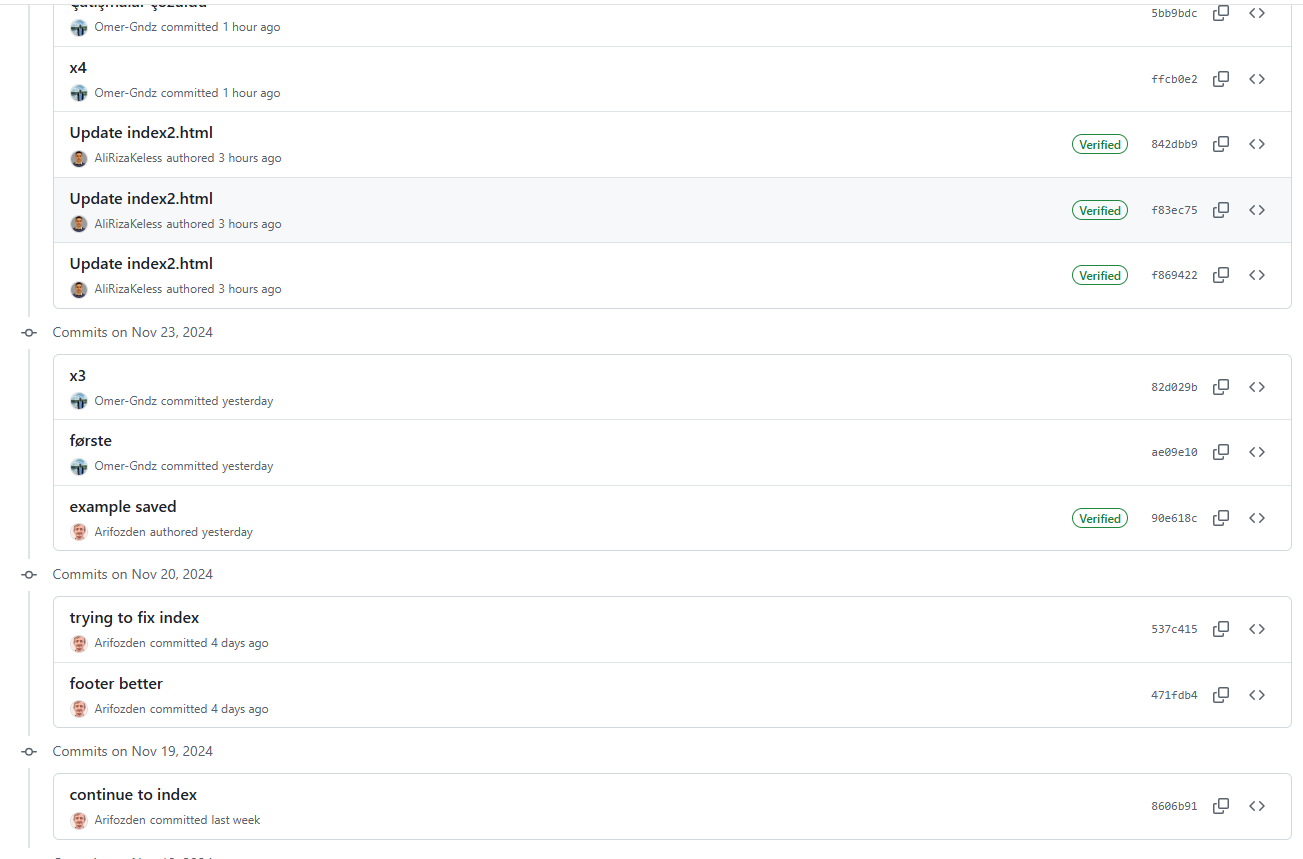 çatışmalar çözüldü
Omer-Gndz committed 1 hour ago
5bb9bdc
x4
Omer-Gndz committed 1 hour ago
ffcb0e2
Update index2.html
AliRizaKeless authored 3 hours ago
Verified
842dbb9
Update index2.html
AliRizaKeless authored 3 hours ago
Verified
f83ec75
Update index2.html
AliRizaKeless authored 3 hours ago
Verified
f869422
Commits on Nov 23, 2024
x3
Omer-Gndz committed yesterday
82d029b
første
Omer-Gndz committed yesterday
ae09e10
example saved
Arifozden authored yesterday
Verified
90e618c
Commits on Nov 20, 2024
trying to fix index
Arifozden committed 4 days ago
537c415
footer better
Arifozden committed 4 days ago
471fdb4
Commits on Nov 19, 2024
continue to index
Arifozden committed last week
8606b91